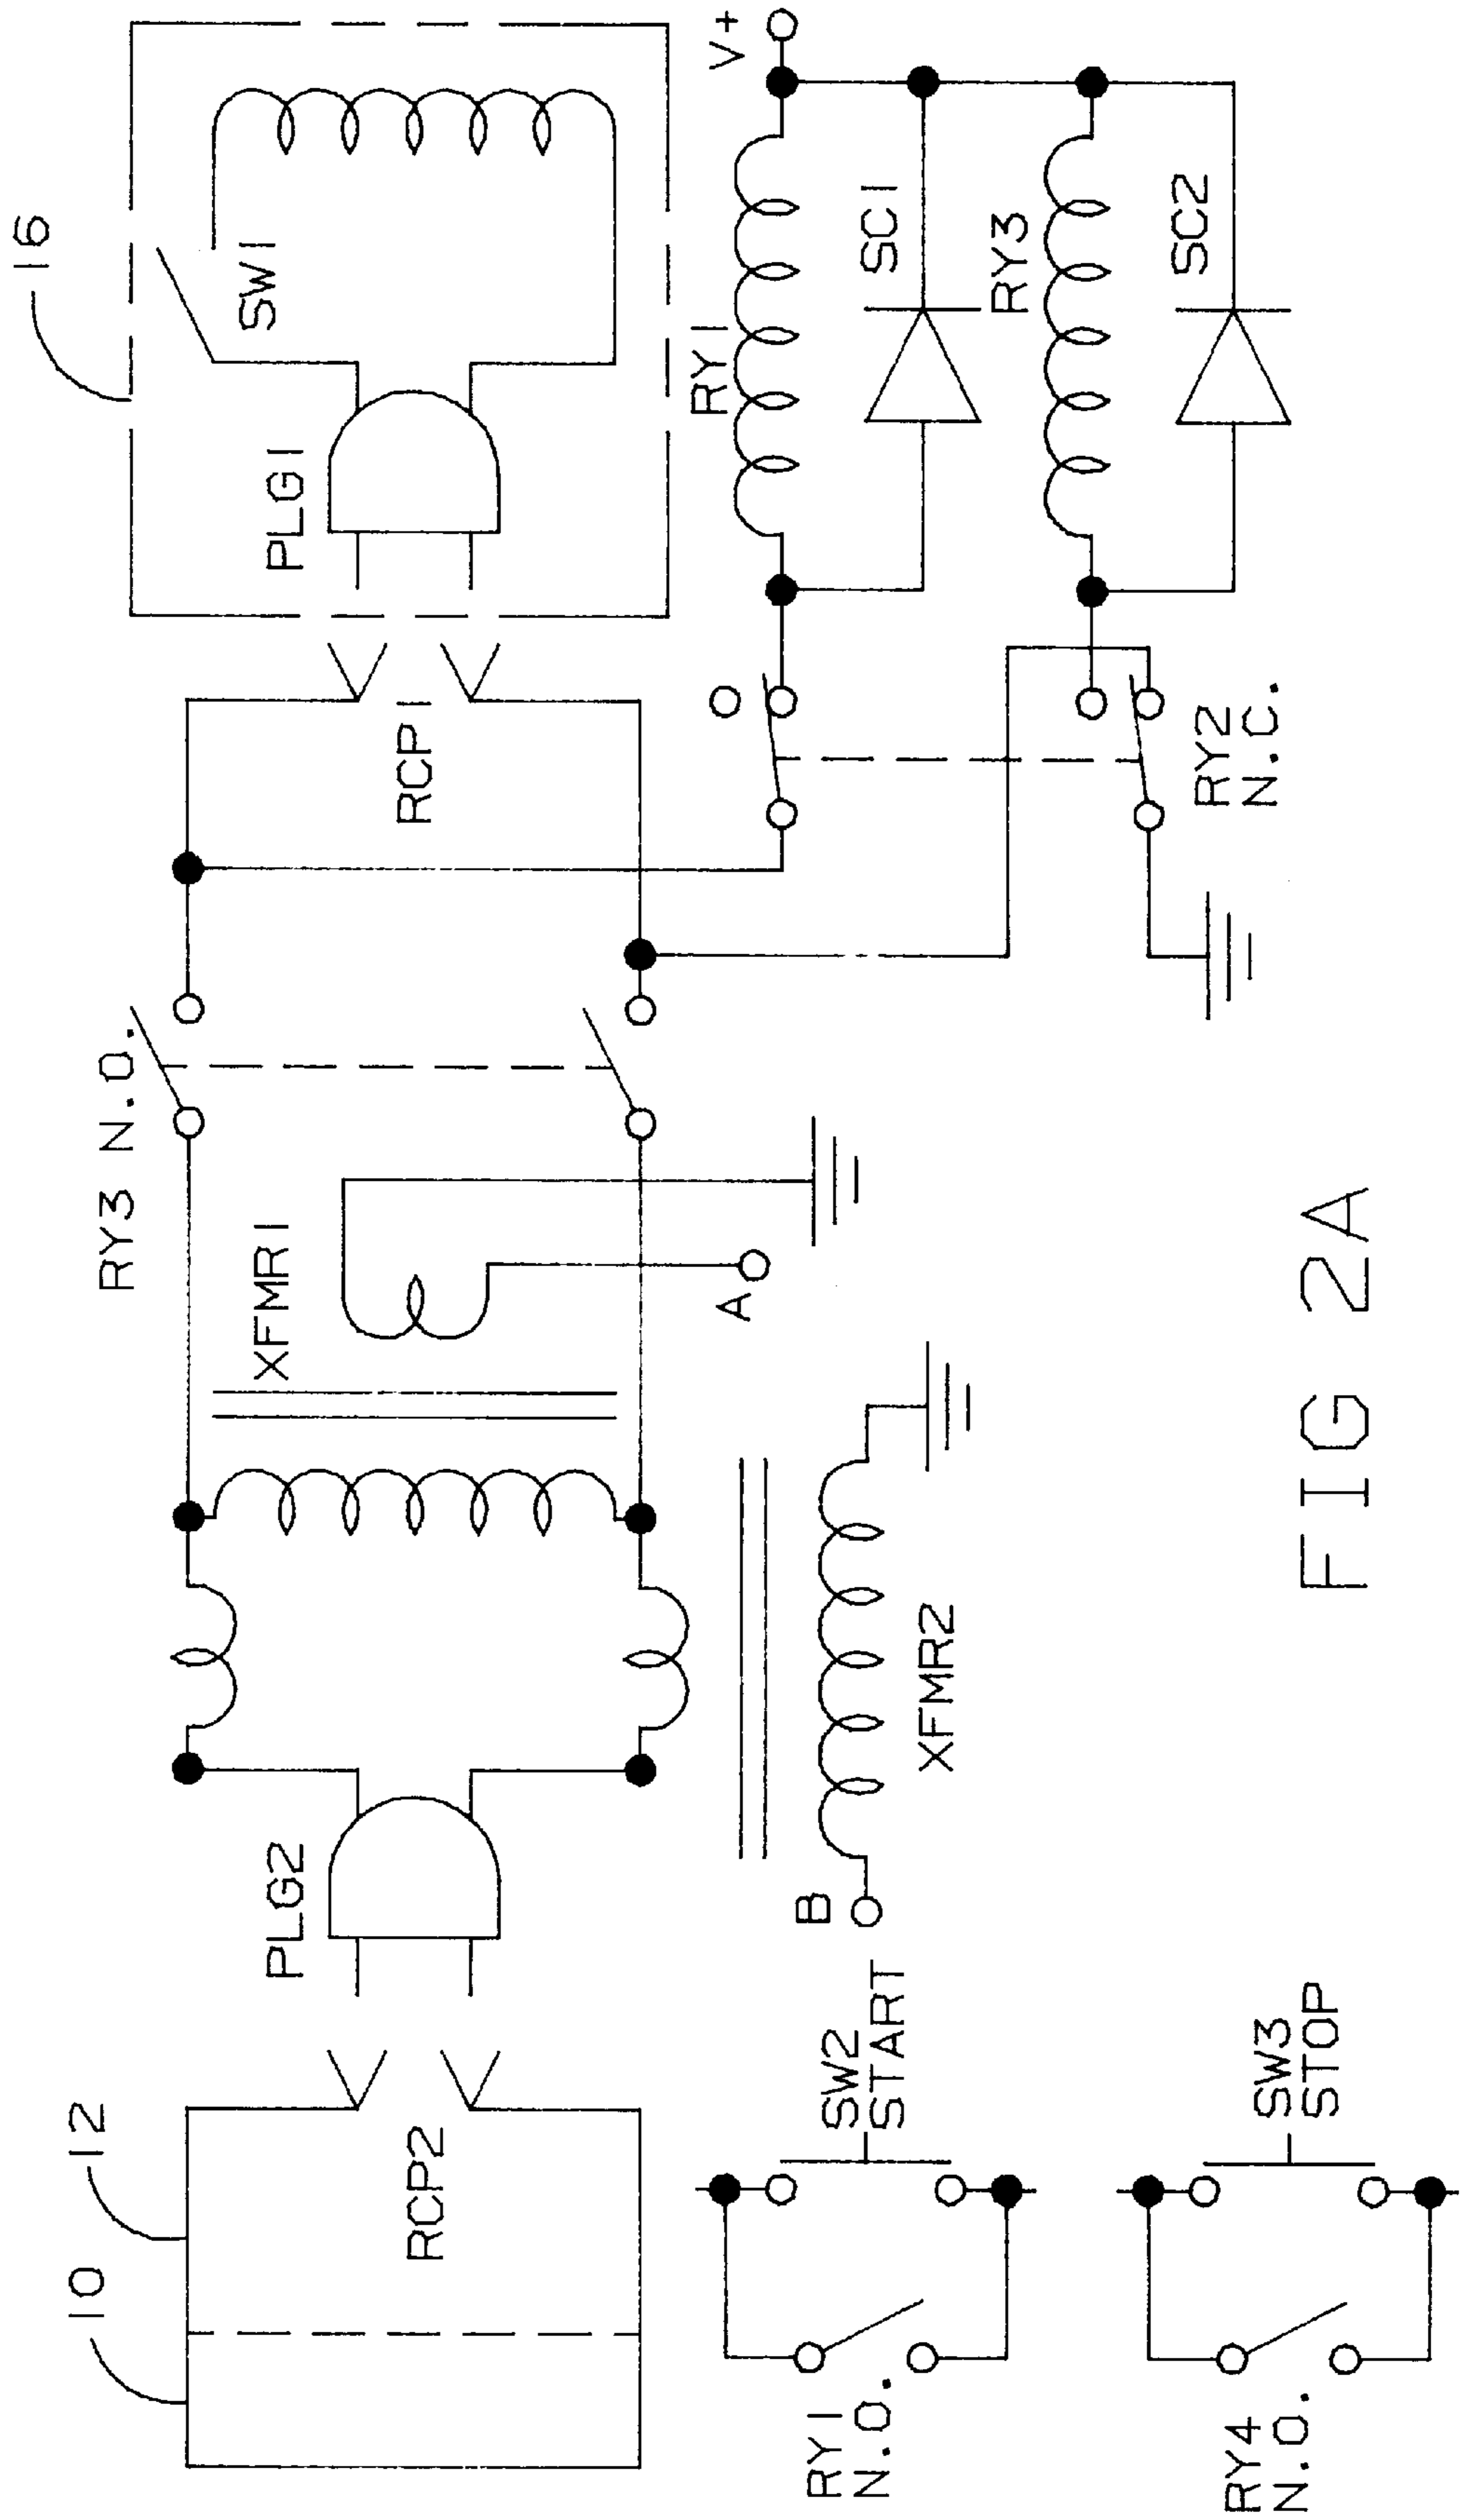 10
12
RCP2
PLG2
XFMR1
RY3 N.O.
RCP1
PLG1
SW1
16
A
B
XFMR2
RY1
N.O.
SW2
START
RY4
N.O.
SW3
STOP
RY1
V+
SC1
RY3
SC2
RY2
N.C.
FIG 2A